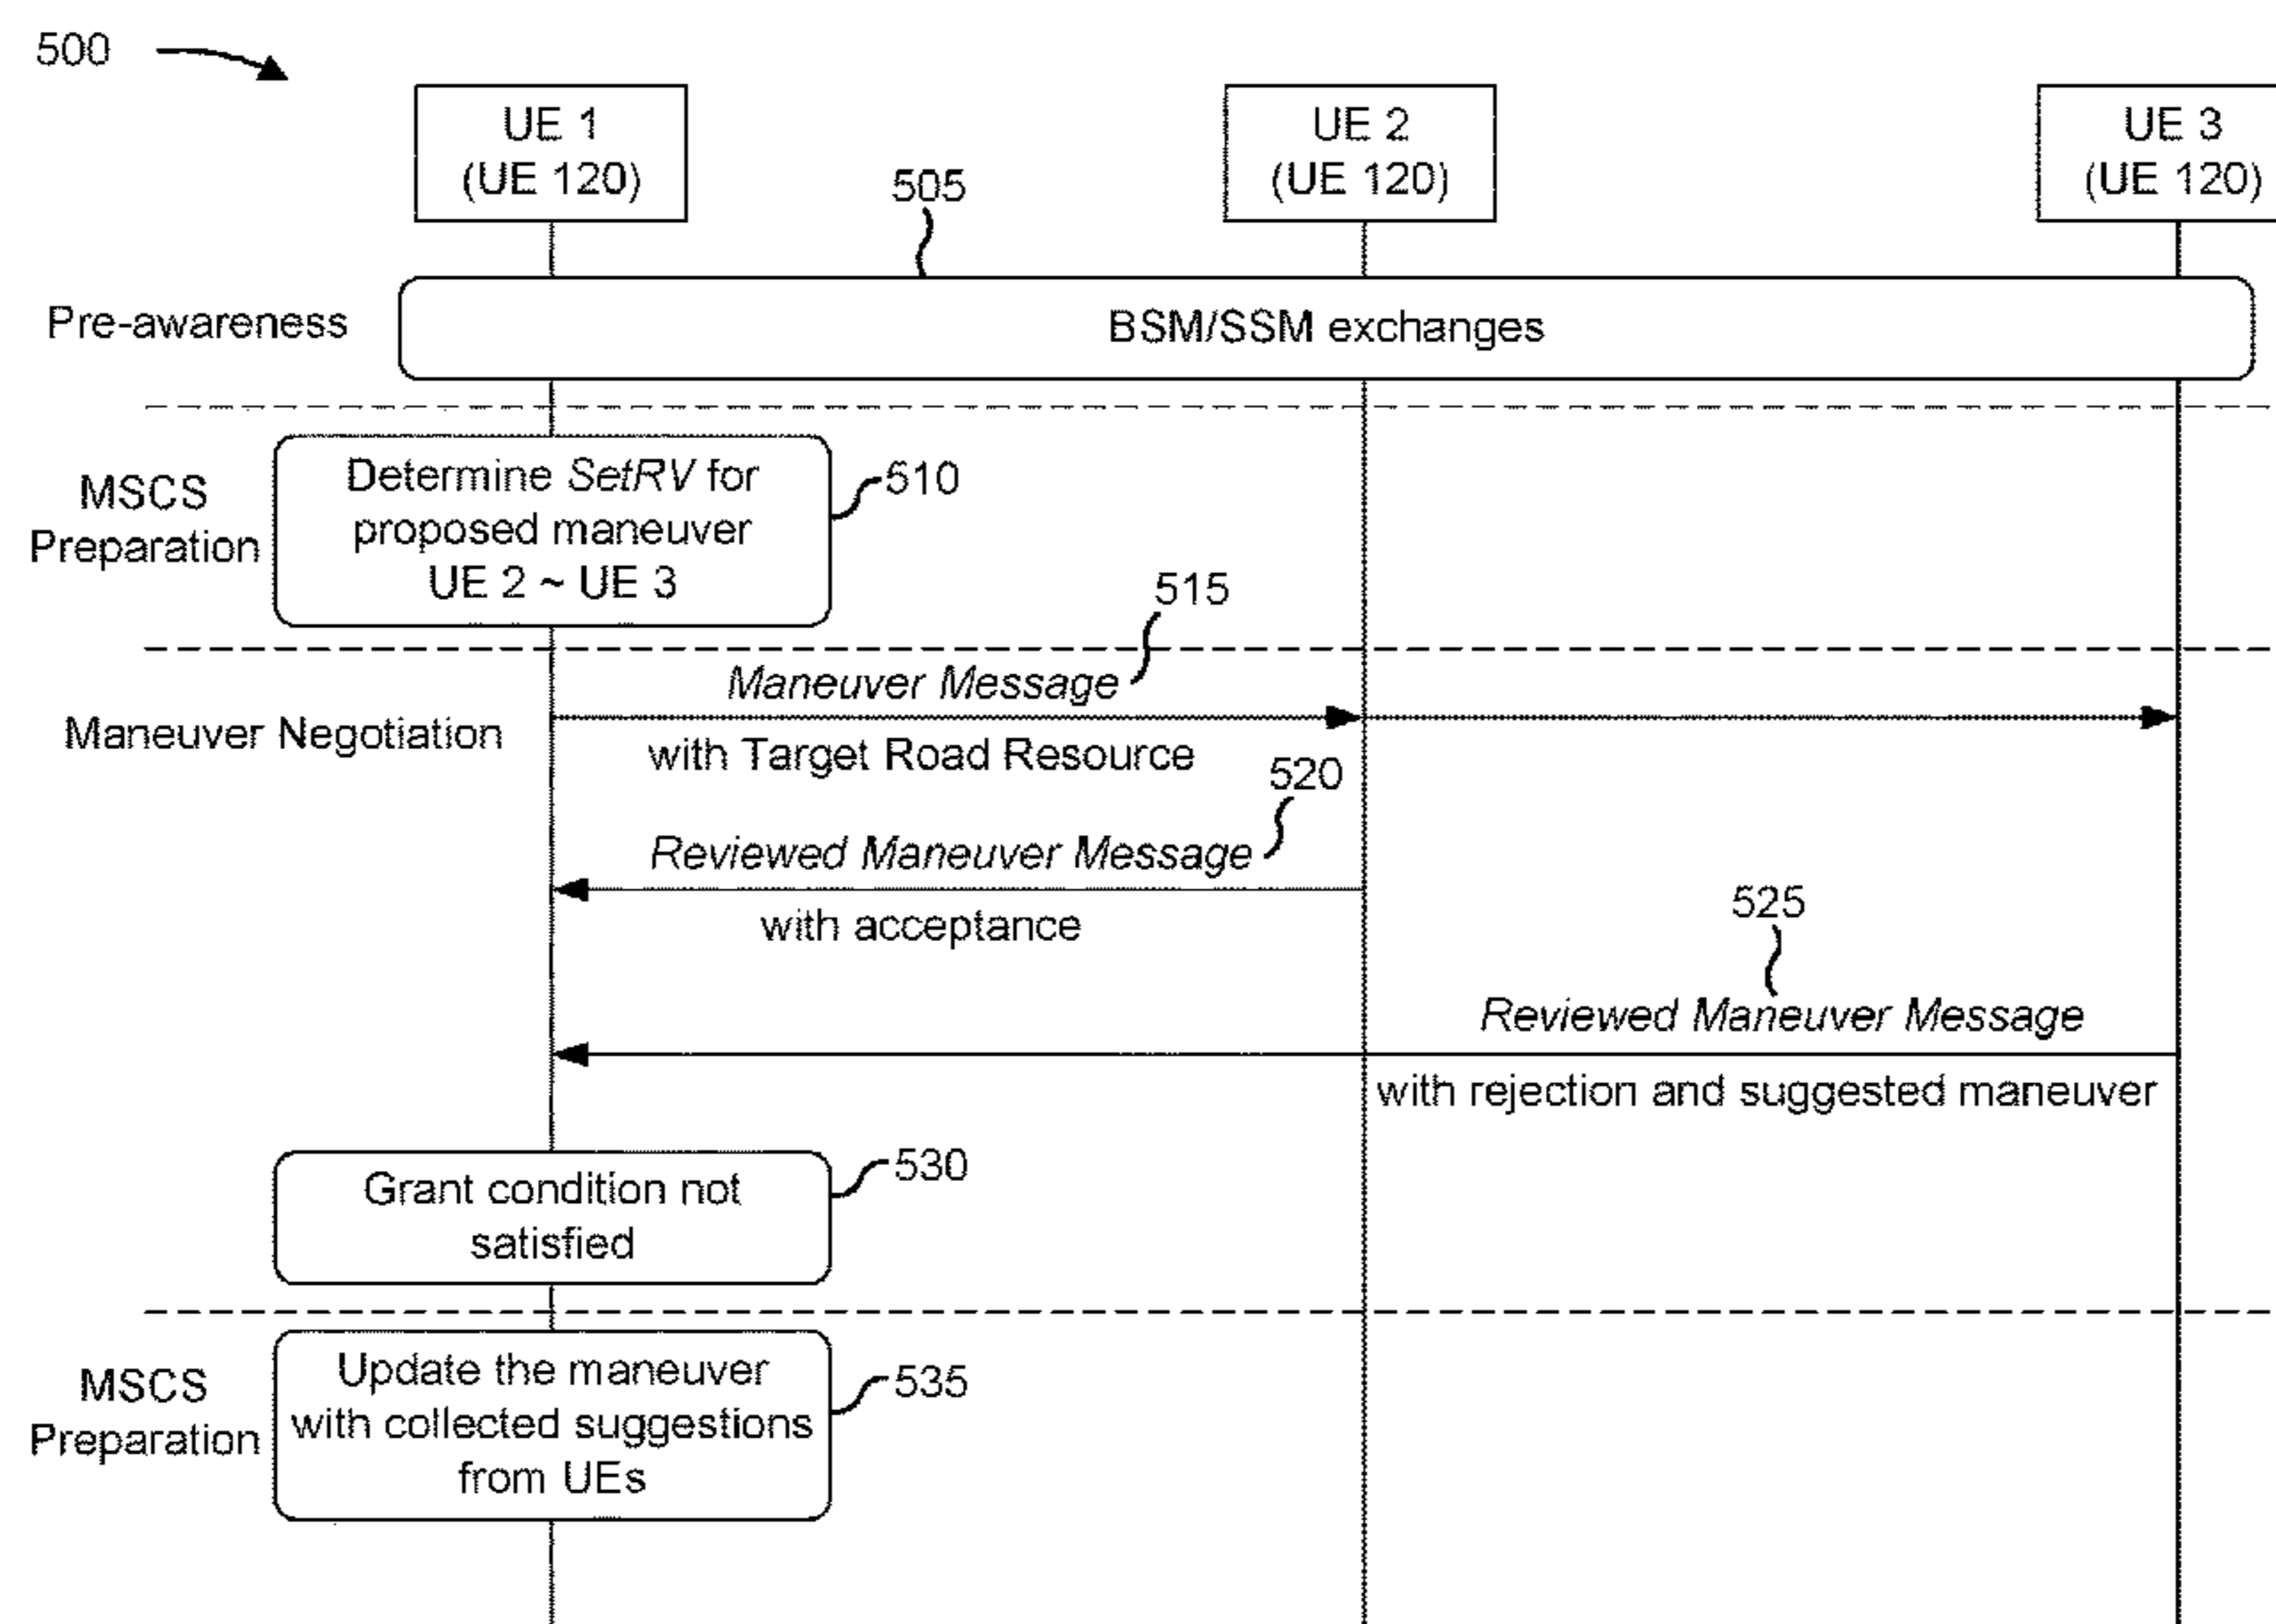 500
UE 1
(UE 120)
UE 2
(UE 120)
UE 3
(UE 120)
505
Pre-awareness
BSM/SSM exchanges
MSCS
Preparation
Determine SetRV for
proposed maneuver
UE 2 ~ UE 3
510
515
Maneuver Message
Maneuver Negotiation
with Target Road Resource
520
Reviewed Maneuver Message
with acceptance
525
Reviewed Maneuver Message
with rejection and suggested maneuver
Grant condition not
satisfied
530
MSCS
Preparation
Update the maneuver
with collected suggestions
from UEs
535